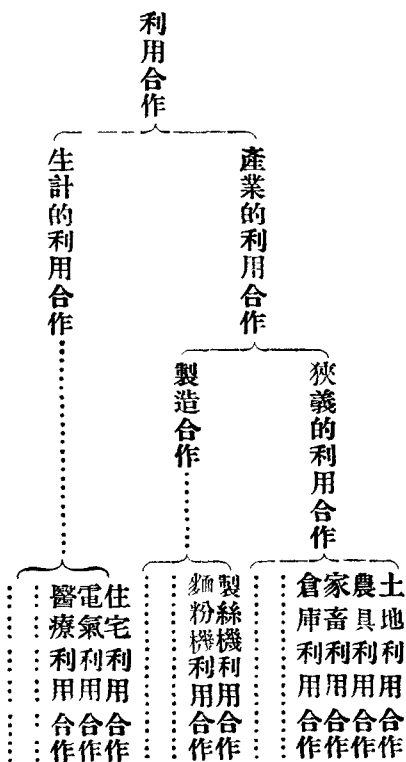 利用合作
產業的利用合作
狹義的利用合作
土地利用合作
農具利用合作
家畜利用合作
倉庫利用合作
製造合作
製絲機利用合作
麵粉機利用合作
生計的利用合作
住宅利用合作
電氣利用合作
醫療利用合作